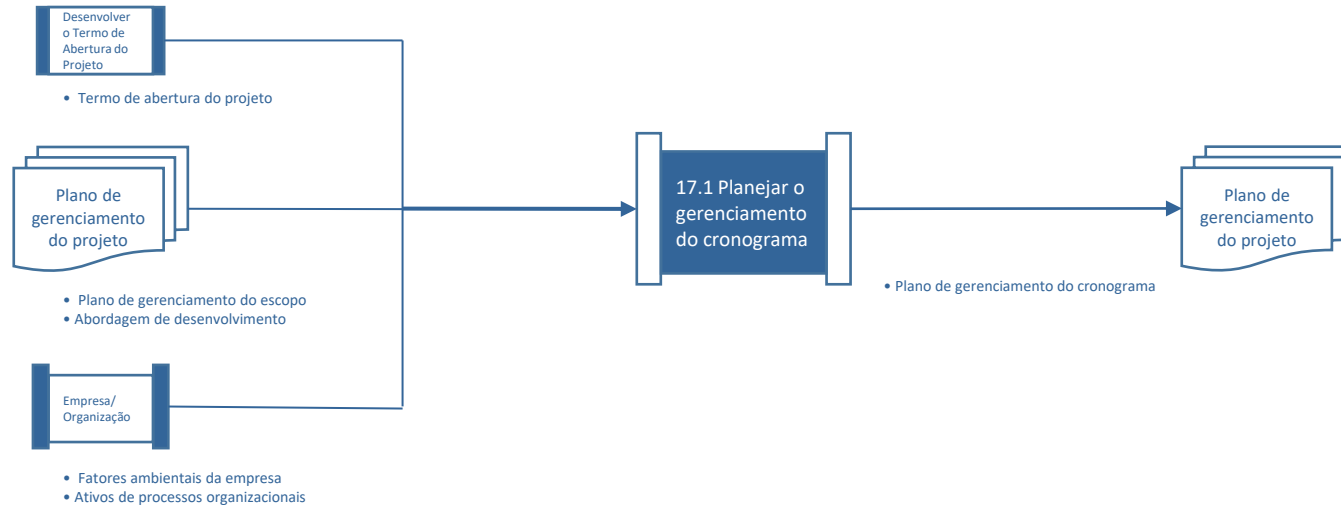 Desenvolver
o Termo de
Abertura do
Projeto
• Termo de abertura do projeto
Plano de
gerenciamento
do projeto
• Plano de gerenciamento do escopo
• Abordagem de desenvolvimento
Empresa/
Organização
• Fatores ambientais da empresa
• Ativos de processos organizacionais
17.1 Planejar o
gerenciamento
do cronograma
• Plano de gerenciamento do cronograma
Plano de
gerenciamento
do projeto